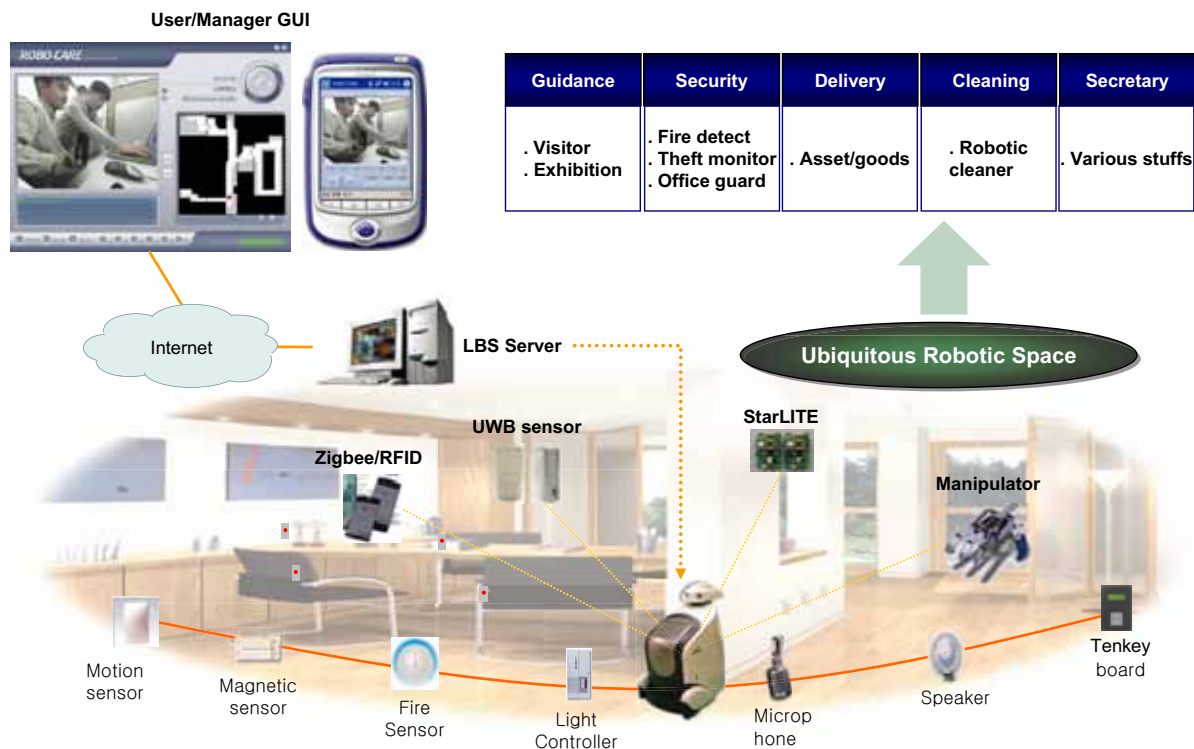 User/Manager GUI
ROBO-CARE
Guidance
Security
Delivery
Cleaning
Secretary
. Visitor
. Exhibition
. Fire detect
. Theft monitor
. Office guard
. Asset/goods
. Robotic
cleaner
. Various stuffs
Internet
LBS Server
Ubiquitous Robotic Space
UWB sensor
StarLITE
Zigbee/RFID
Manipulator
Motion
sensor
Magnetic
sensor
Fire
Sensor
Light
Controller
Microp
hone
Speaker
Tenkey
board